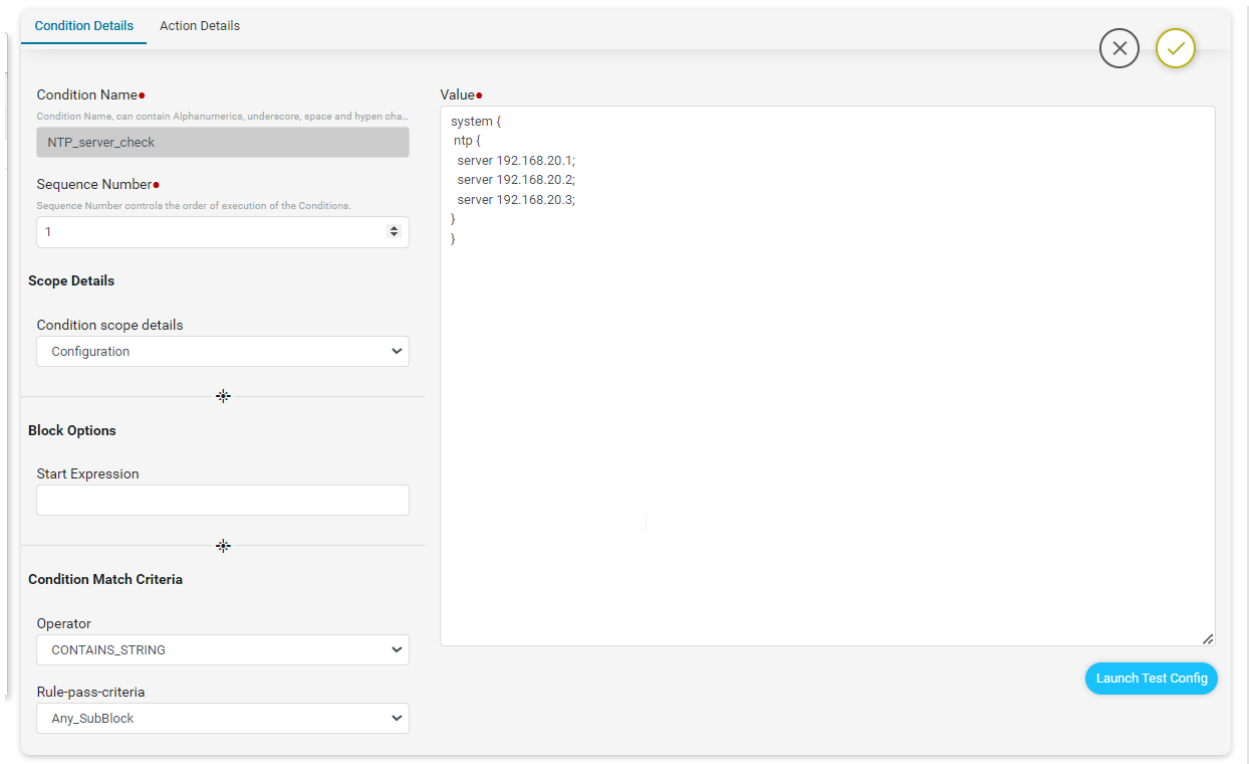 Condition Details
Action Details
Condition Name●
Condition Name, can contain Alphanumerics, underscore, space and hypen cha...
NTP_server_check
Sequence Number●
Sequence Number controls the order of execution of the Conditions.
1
Scope Details
Condition scope details
Configuration
Block Options
Start Expression
Condition Match Criteria
Operator
CONTAINS_STRING
Rule-pass-criteria
Any_SubBlock
Value●
system {
ntp {
server 192.168.20.1;
server 192.168.20.2;
server 192.168.20.3;
}
}
Launch Test Config